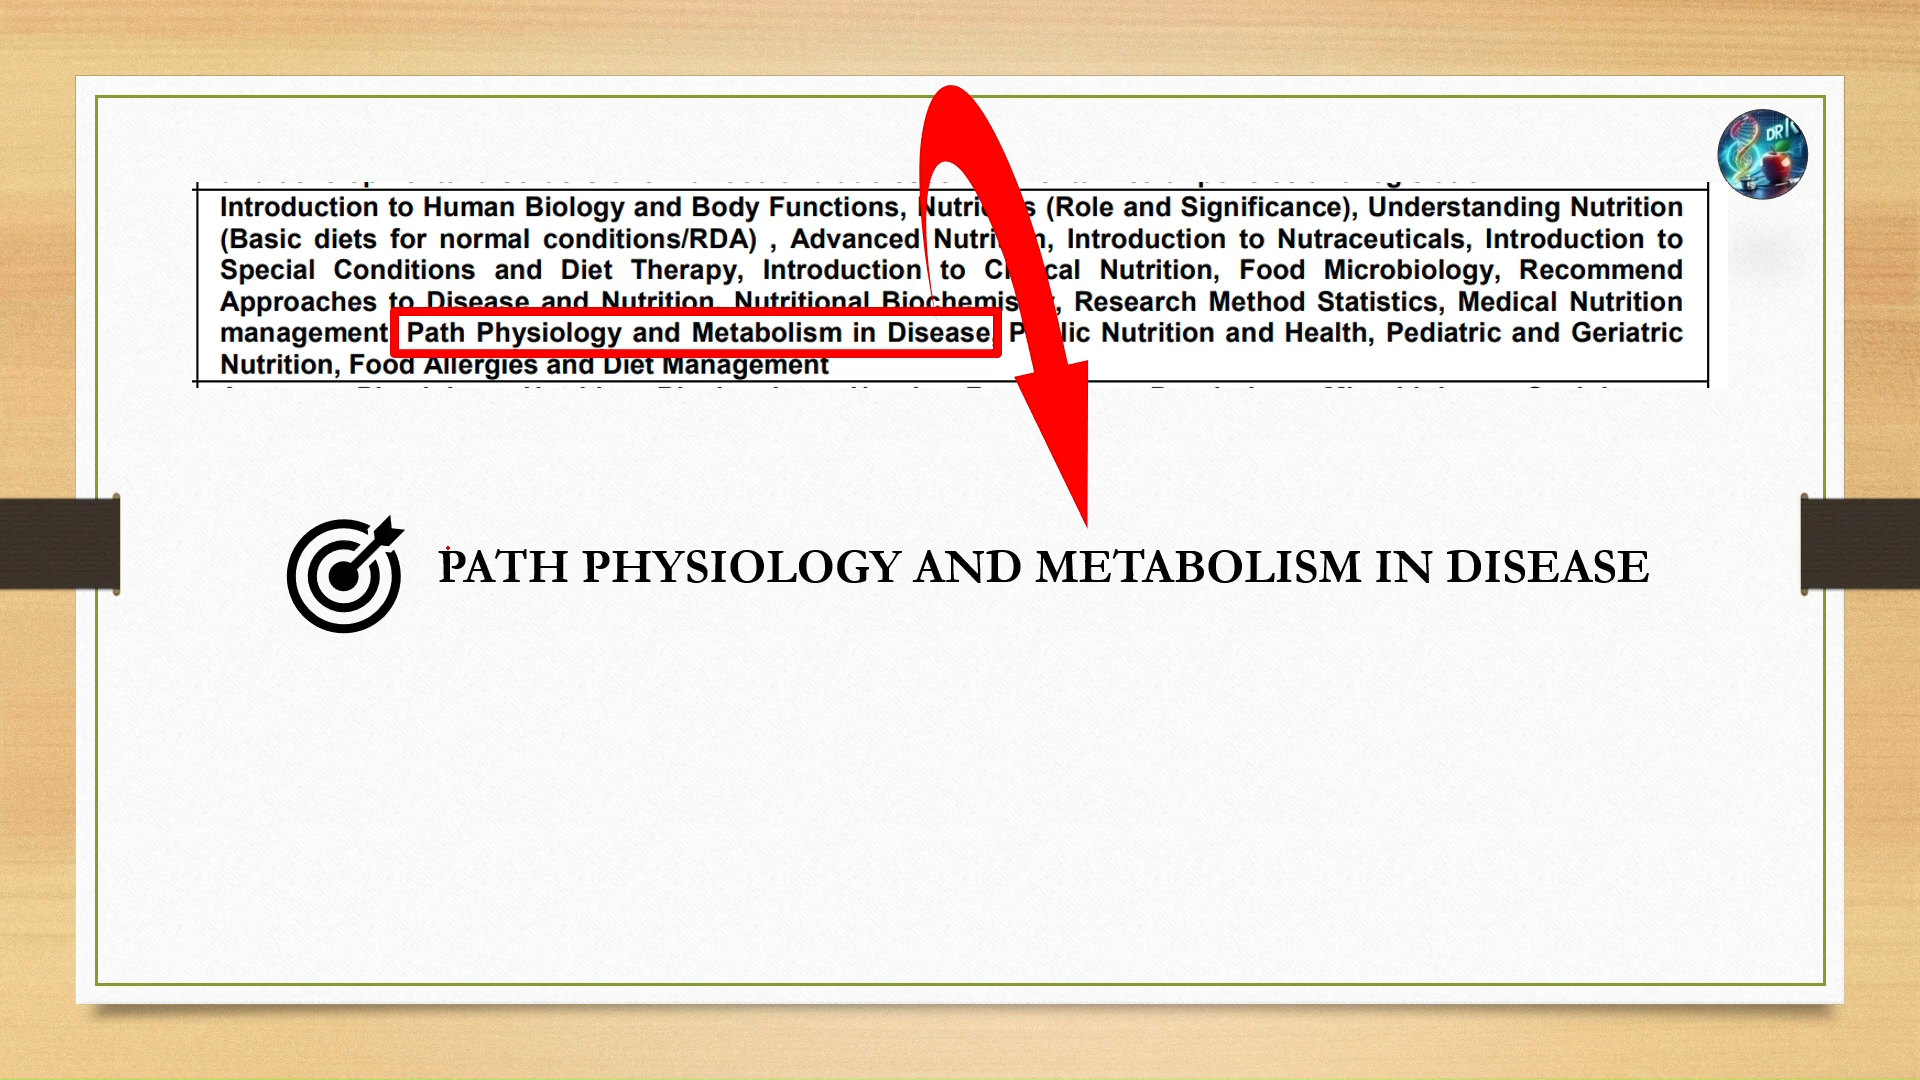 Introduction to Human Biology and Body Functions, (Role and Significance), Understanding Nutrition
(Basic diets for normal conditions/RDA) , Advanced Introduction to Nutraceuticals, Introduction to
Special Conditions and Diet Therapy, Introduction to Nutrition, Food Microbiology, Recommend
Approaches to Disease and Nutrition, Nutritional Biochemistry, Research Method Statistics, Medical Nutrition
management, Path Physiology and Metabolism in Disease, Nutrition and Health, Pediatric and Geriatric
Nutrition, Food Allergies and Diet Management
PATH PHYSIOLOGY AND METABOLISM IN DISEASE